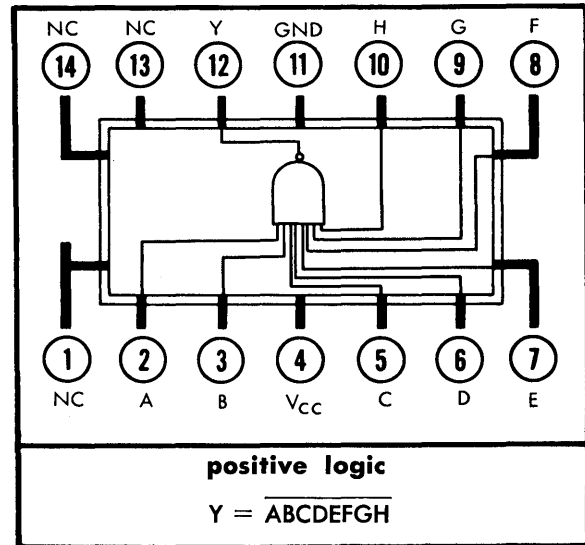 NC NC Y GND H G F
14 13 12 11 10 9 8
1 2 3 4 5 6 7
NC A B VCC C D E
positive logic
Y = ABCDEFGH